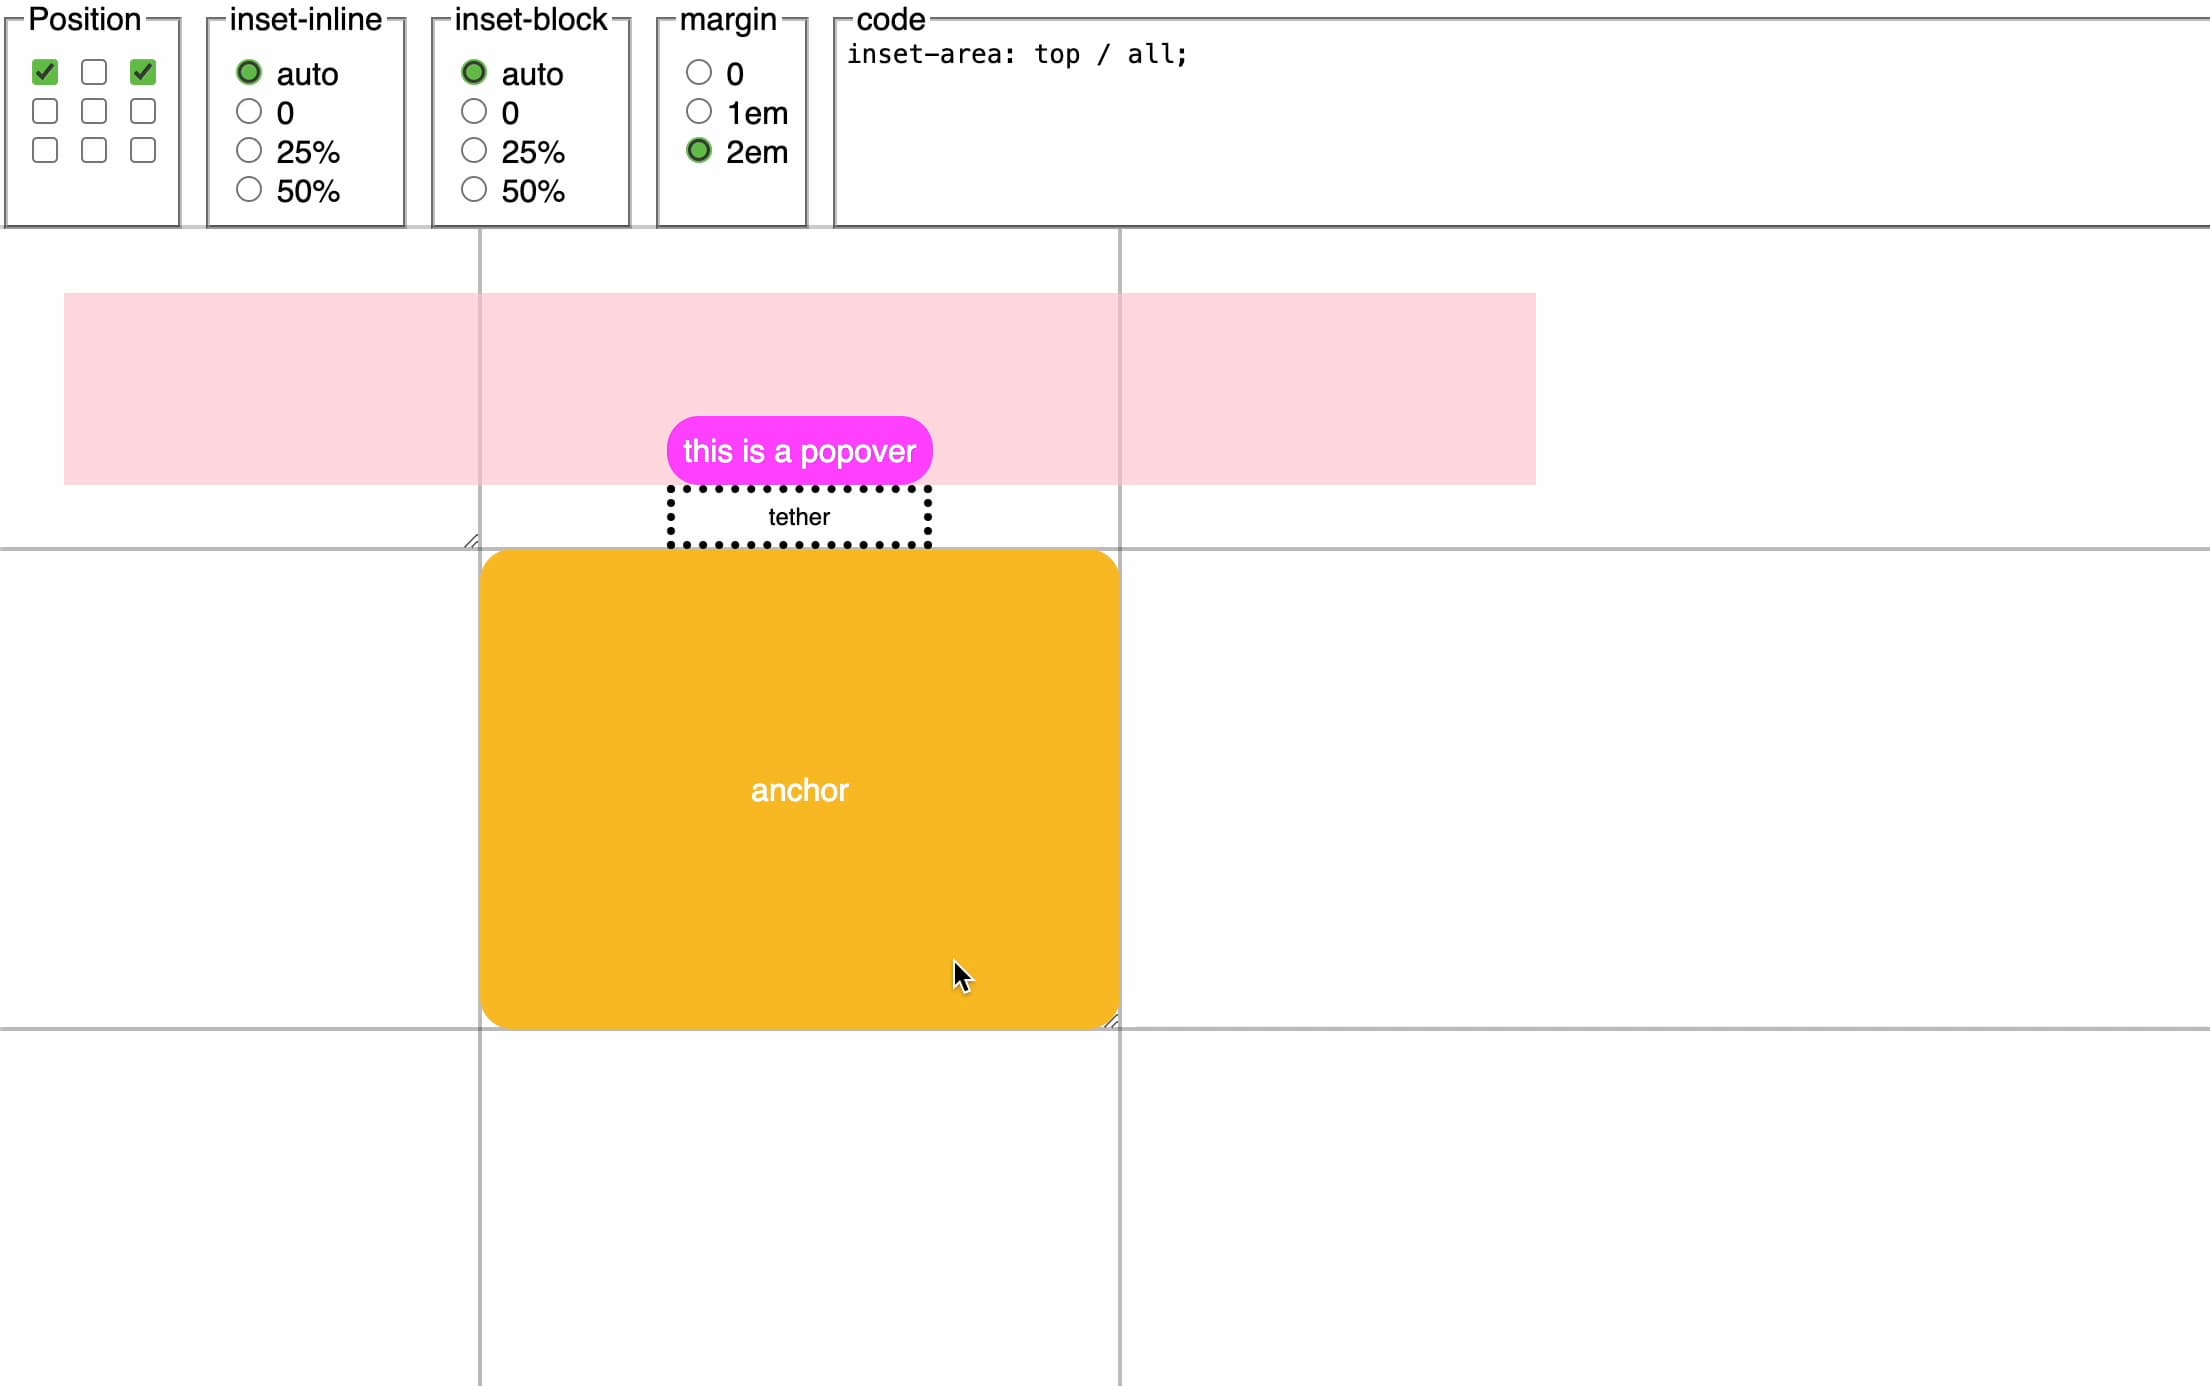 Position
inset-inline
auto
0
25%
50%
inset-block
auto
0
25%
50%
margin
0
1em
2em
code
inset-area: top / all;
this is a popover
tether
anchor